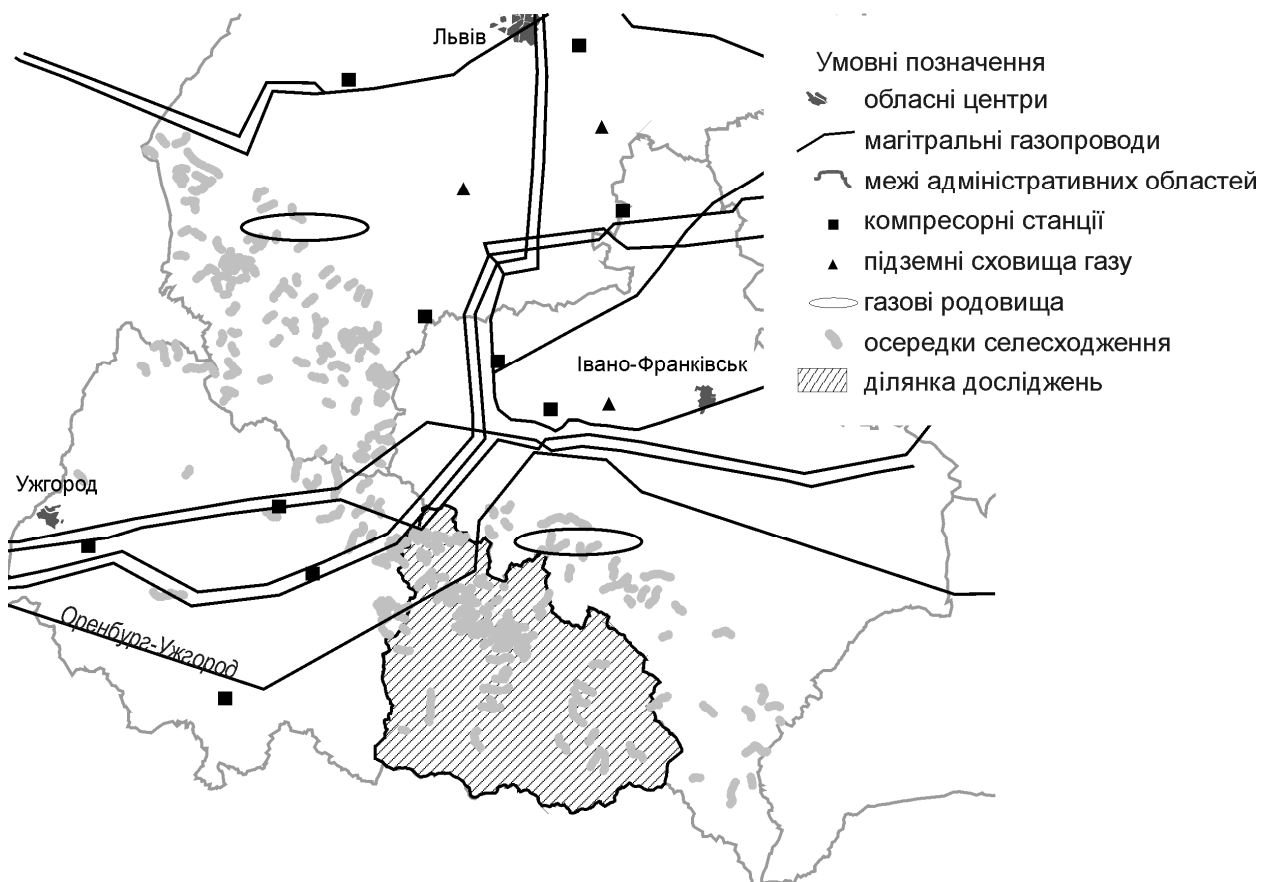 Львів
Умовні позначення
обласні центри
магітральні газопроводи
межі адміністративних областей
компресорні станції
підземні сховища газу
газові родовища
осередки селесходження
ділянка досліджень
Івано-Франківськ
Ужгород
Оренбург-Ужгород